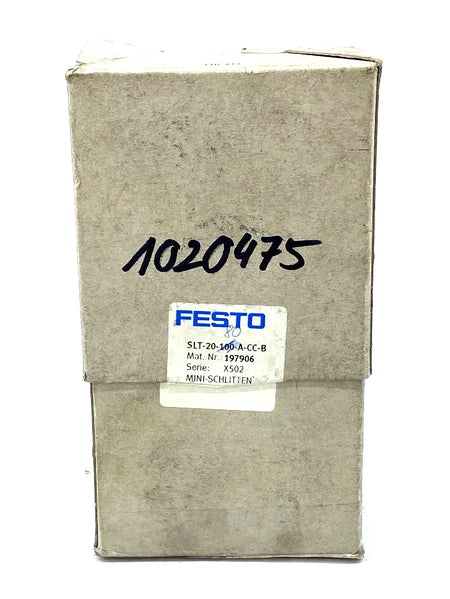 1020475
FESTO
80
SLT-20-100-A-CC-B
Mat. Nr.: 197906
Serie: X502
MINI-SCHLITTEN